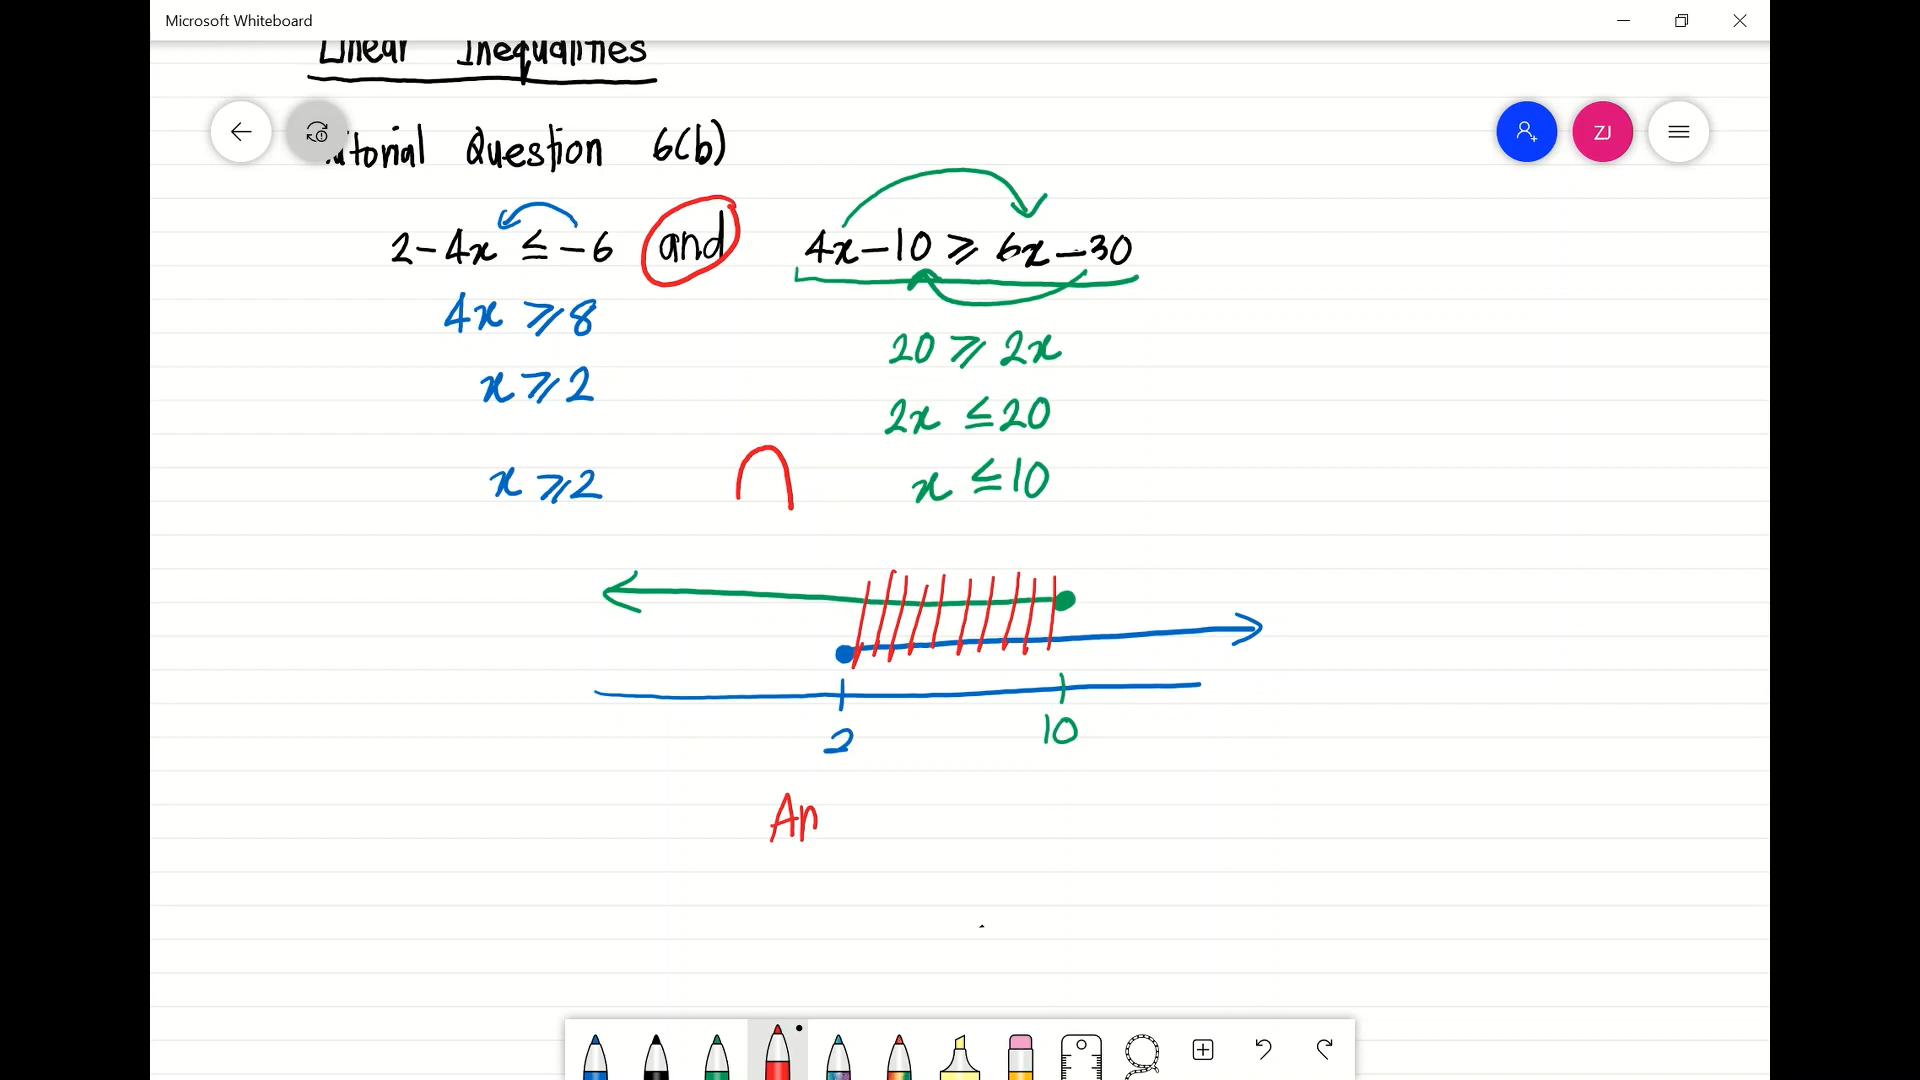 Microsoft Whiteboard
Linear Inequalities
utorial Question 6(b)
ZJ
2-4x ≤ -6 and 4x-10 ⩾ 6x-30
4x ⩾ 8
20 ⩾ 2x
x ⩾ 2
2x ≤ 20
x ⩾ 2 ∩ x ≤ 10
2 10
An